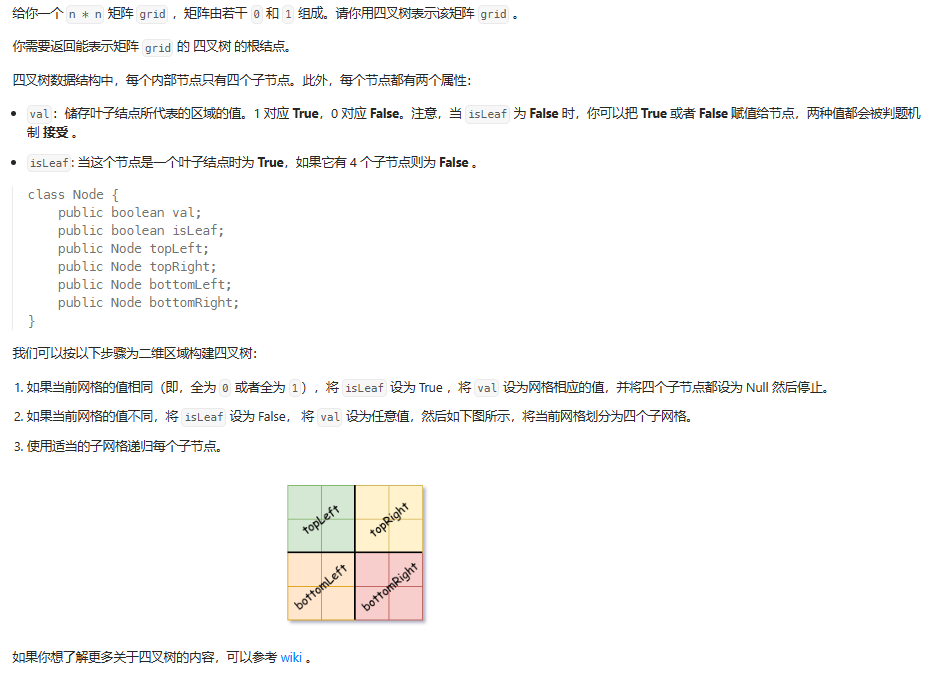 给你一个 n * n 矩阵 grid ，矩阵由若干 0 和 1 组成。请你用四叉树表示该矩阵 grid 。
你需要返回能表示矩阵 grid 的 四叉树 的根结点。
四叉树数据结构中，每个内部节点只有四个子节点。此外，每个节点都有两个属性：
• val：储存叶子结点所代表的区域的值。1 对应 True，0 对应 False。注意，当 isLeaf 为 False 时，你可以把 True 或者 False 赋值给节点，两种值都会被判题机
制 接受 。
• isLeaf: 当这个节点是一个叶子结点时为 True，如果它有 4 个子节点则为 False 。
class Node {
    public boolean val;
    public boolean isLeaf;
    public Node topLeft;
    public Node topRight;
    public Node bottomLeft;
    public Node bottomRight;
}
我们可以按以下步骤为二维区域构建四叉树：
1. 如果当前网格的值相同（即，全为 0 或者全为 1），将 isLeaf 设为 True ，将 val 设为网格相应的值，并将四个子节点都设为 Null 然后停止。
2. 如果当前网格的值不同，将 isLeaf 设为 False， 将 val 设为任意值，然后如下图所示，将当前网格划分为四个子网格。
3. 使用适当的子网格递归每个子节点。
topLeft
topRight
bottomLeft
bottomRight
如果你想了解更多关于四叉树的内容，可以参考 wiki 。